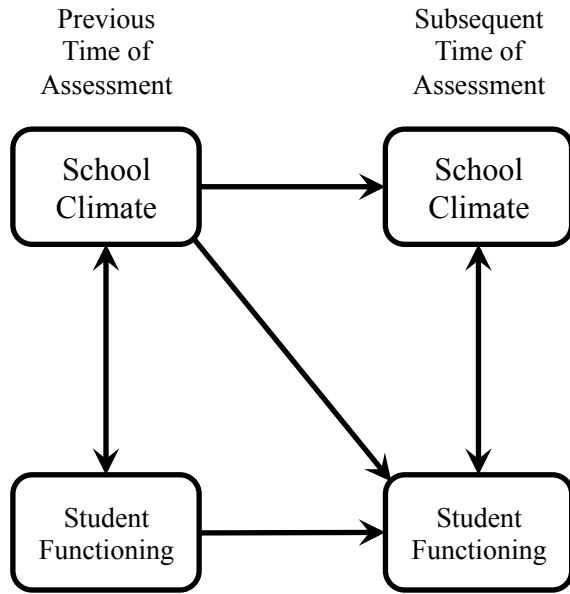 Previous
Time of
Assessment
Subsequent
Time of
Assessment
School
Climate
School
Climate
Student
Functioning
Student
Functioning